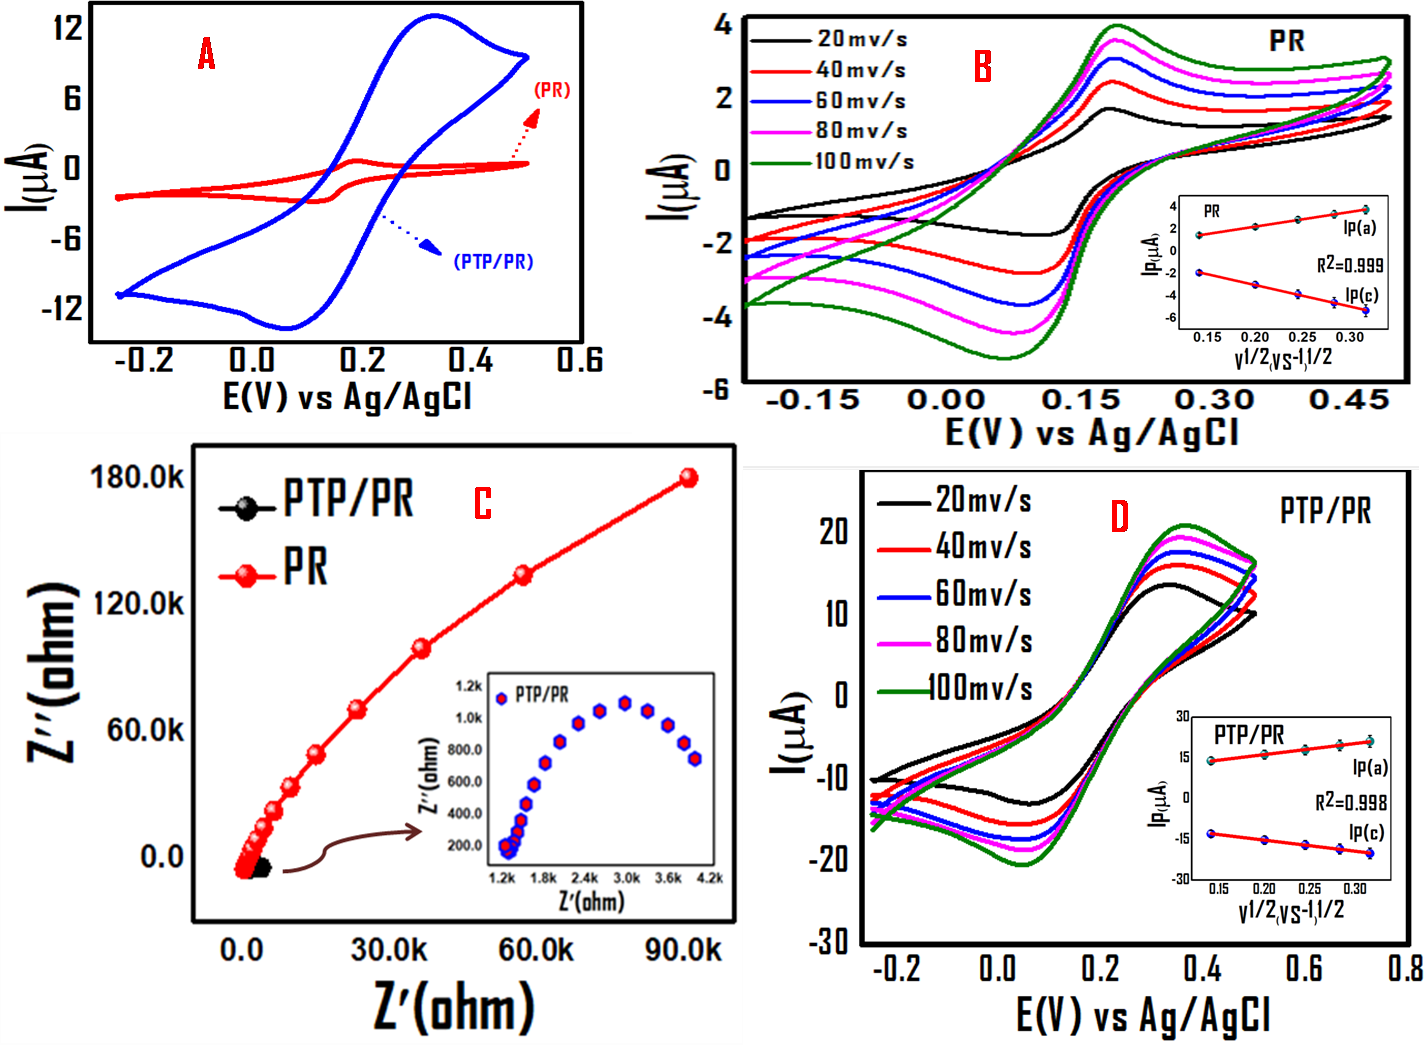 A
12
6
0
-6
-12
I(μA)
(PR)
(PTP/PR)
-0.2
0.0
0.2
0.4
0.6
E(V) vs Ag/AgCl
B
PR
20mv/s
40mv/s
60mv/s
80mv/s
100mv/s
4
2
0
-2
-4
-6
I(μA)
-0.15
0.00
0.15
0.30
0.45
E(V) vs Ag/AgCl
PR
4
2
0
-2
-4
-6
Ip(μA)
Ip(a)
R²=0.999
Ip(c)
0.15
0.20
0.25
0.30
V1/2(VS-1)1/2
C
PTP/PR
PR
180.0k
120.0k
60.0k
0.0
Z′′(ohm)
0.0
30.0k
60.0k
90.0k
Z′(ohm)
PTP/PR
1.2k
1.0k
800.0
600.0
400.0
200.0
Z′′(ohm)
1.2k
1.8k
2.4k
3.0k
3.6k
4.2k
Z′(ohm)
D
PTP/PR
20mv/s
40mv/s
60mv/s
80mv/s
100mv/s
20
10
0
-10
-20
-30
I(μA)
-0.2
0.0
0.2
0.4
0.6
0.8
E(V) vs Ag/AgCl
PTP/PR
30
15
0
-15
-30
Ip(μA)
Ip(a)
R²=0.998
Ip(c)
0.15
0.20
0.25
0.30
V1/2(VS-1)1/2